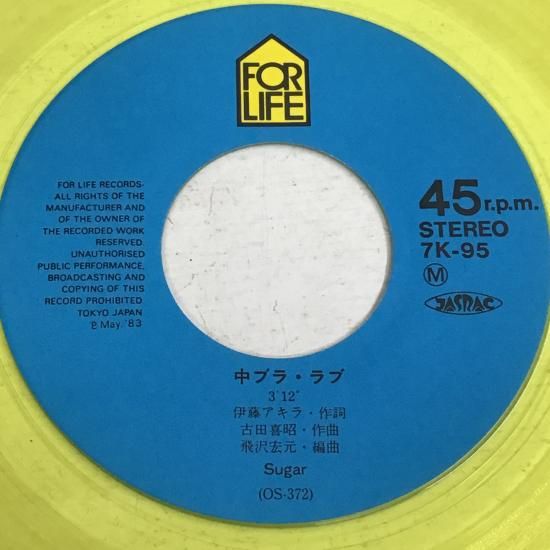 FOR
LIFE
FOR LIFE RECORDS-
ALL RIGHTS OF THE
MANUFACTURER AND
OF THE OWNER OF
THE RECORDED WORK
RESERVED.
UNAUTHORISED
PUBLIC PERFORMANCE,
BROADCASTING AND
COPYING OF THIS
RECORD PROHIBITED
TOKYO JAPAN
℗ May. '83
45 r.p.m.
STEREO
7K-95
Ⓜ
JASRAC
中ブラ・ラブ
3'12"
伊藤アキラ・作詞
古田喜昭・作曲
飛沢宏元・編曲
Sugar
(OS-372)